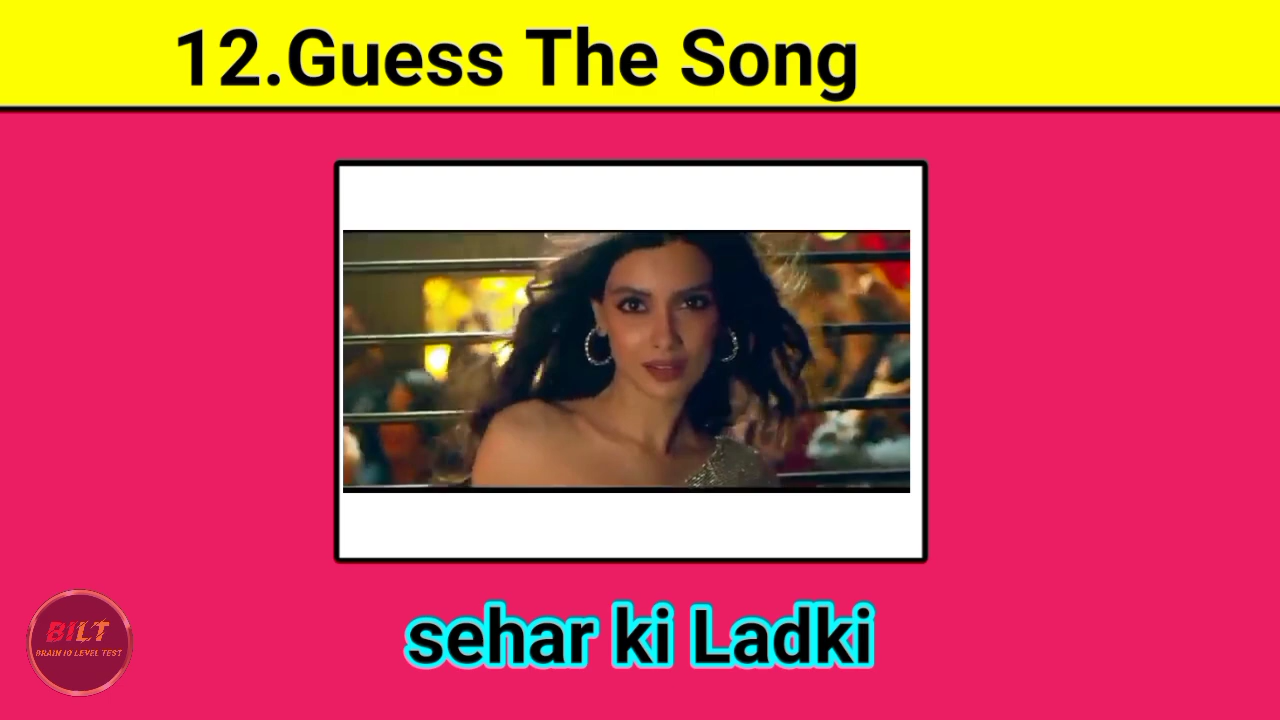 12.Guess The Song
sehar ki Ladki
BILT
BRAIN IQ LEVEL TEST